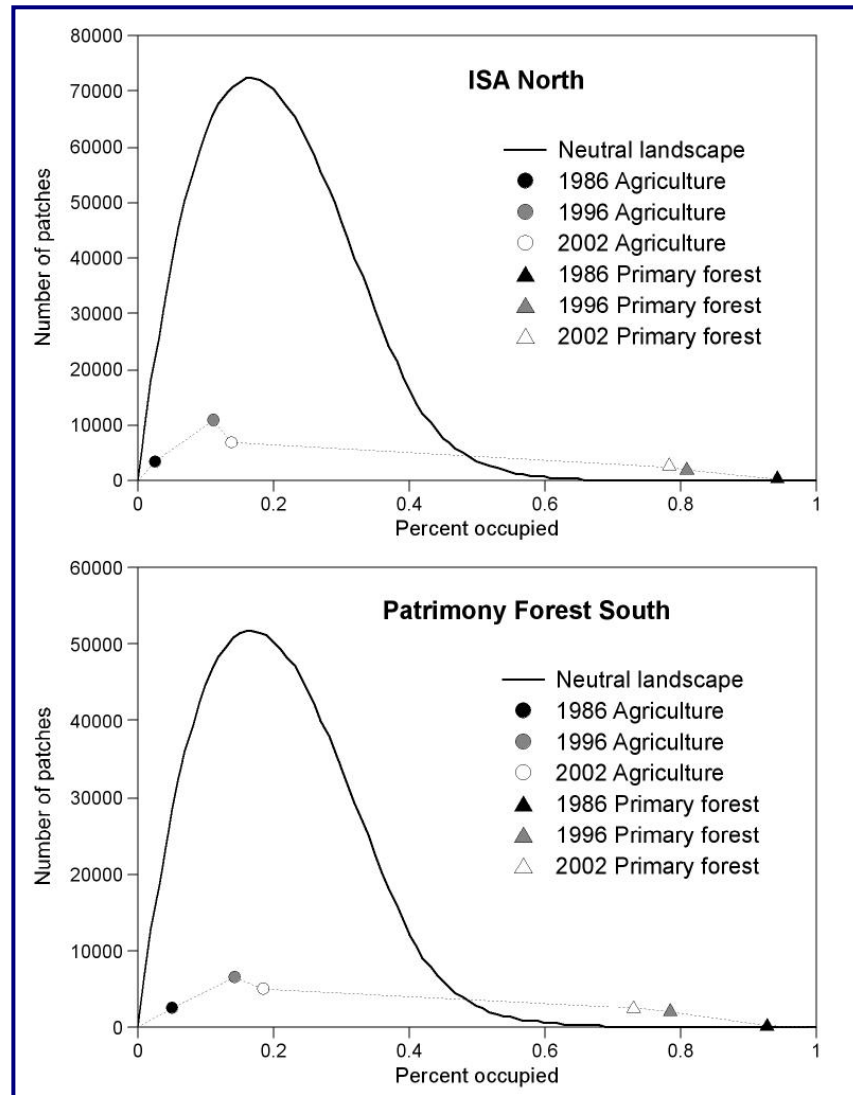 ISA North
Number of patches
80000
70000
60000
50000
40000
30000
20000
10000
0
Neutral landscape
1986 Agriculture
1996 Agriculture
2002 Agriculture
1986 Primary forest
1996 Primary forest
2002 Primary forest
0 0.2 0.4 0.6 0.8 1
Percent occupied
Patrimony Forest South
Number of patches
60000
50000
40000
30000
20000
10000
0
Neutral landscape
1986 Agriculture
1996 Agriculture
2002 Agriculture
1986 Primary forest
1996 Primary forest
2002 Primary forest
0 0.2 0.4 0.6 0.8 1
Percent occupied